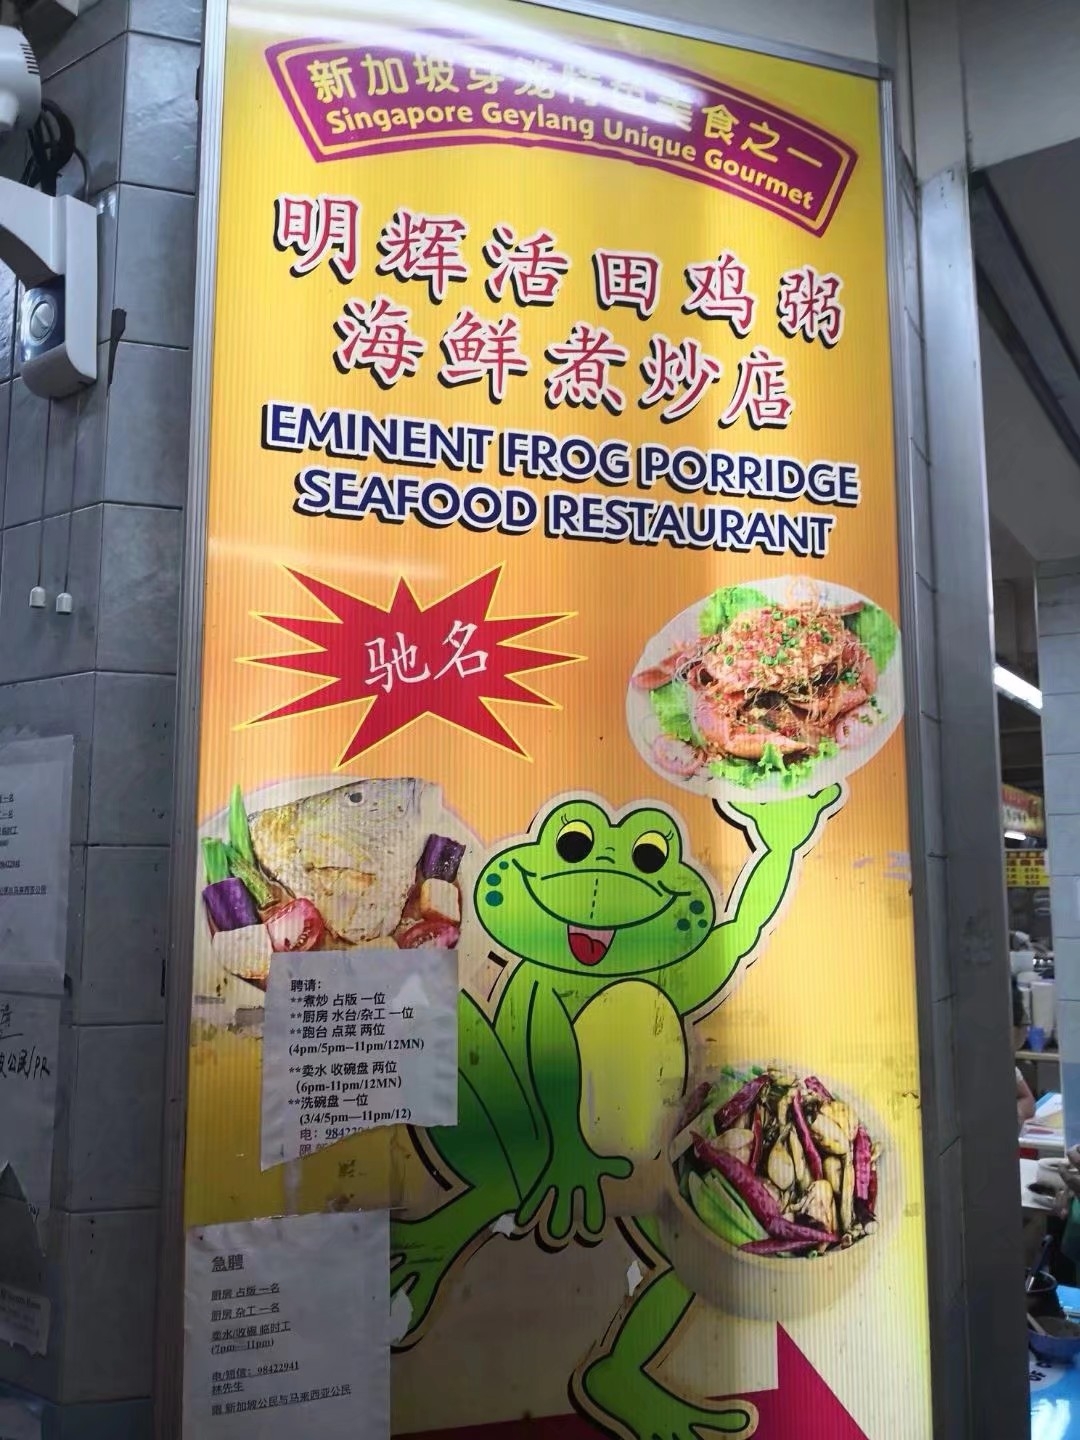 新加坡芽笼特色美食之一
Singapore Geylang Unique Gourmet
明辉活田鸡粥
海鲜煮炒店
EMINENT FROG PORRIDGE
SEAFOOD RESTAURANT
驰名
聘请：
**煮炒 占版 一位
**厨房 水台/杂工 一位
**跑台 点菜 两位
(4pm/5pm--11pm/12MN)
**卖水 收碗盘 两位
(6pm-11pm/12MN)
**洗碗盘 一位
(3/4/5pm—11pm/12)
电：98422
限
急聘
厨房 占版 一名
厨房 杂工 一名
卖水/收碗 临时工
(7pm—11pm)
电/短信：98422941
林先生
限 新加坡公民与马来西亚公民
公民/PR